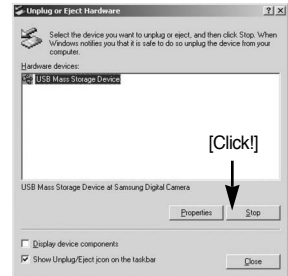 Unplug or Eject Hardware
Select the device you want to unplug or eject, and then click Stop. When
Windows notifies you that it is safe to do so unplug the device from your
computer.
Hardware devices:
USB Mass Storage Device
[Click!]
USB Mass Storage Device at Samsung Digital Camera
Properties
Stop
Display device components
Show Unplug/Eject icon on the taskbar
Close